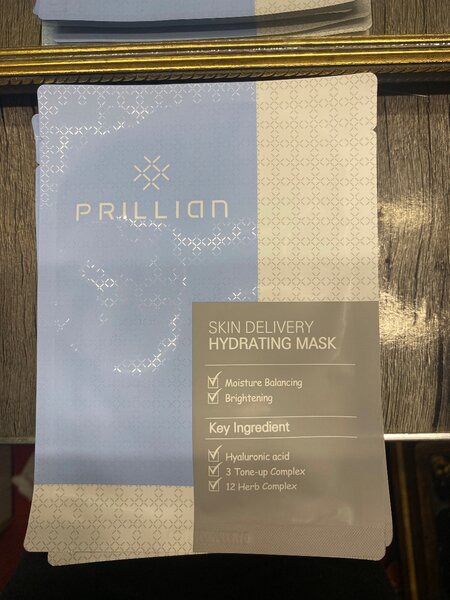 PRILLIAN
SKIN DELIVERY
HYDRATING MASK
Moisture Balancing
Brightening
Key Ingredient
Hyaluronic acid
3 Tone-up Complex
12 Herb Complex